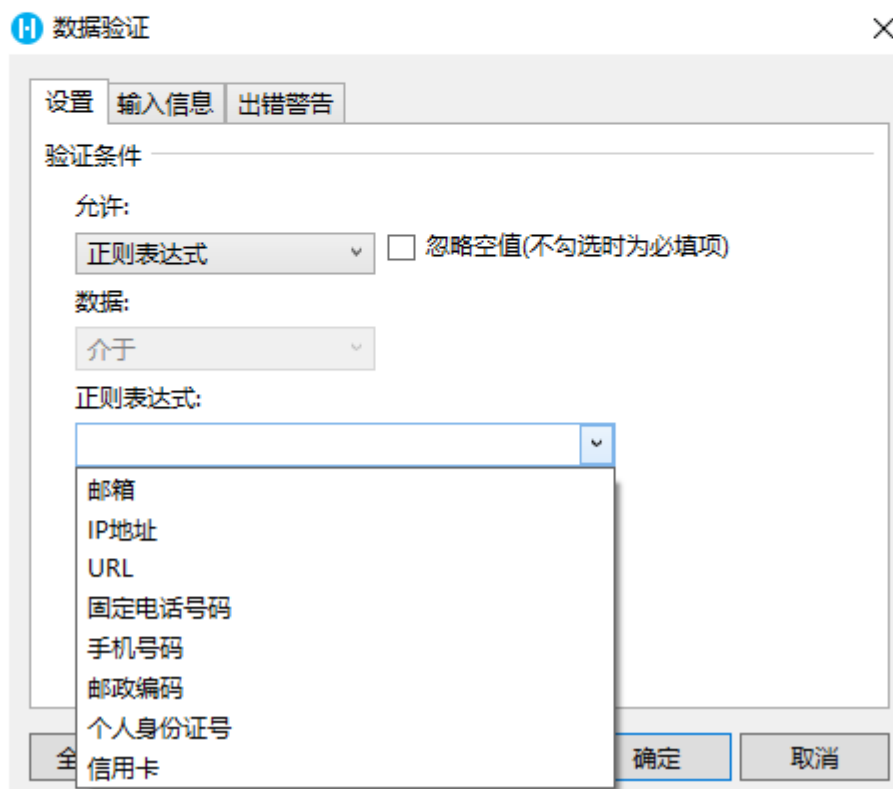 数据验证
设置 输入信息 出错警告
验证条件
允许:
正则表达式 忽略空值(不勾选时为必填项)
数据:
介于
正则表达式:
邮箱
IP地址
URL
固定电话号码
手机号码
邮政编码
个人身份证号
信用卡
全 确定 取消